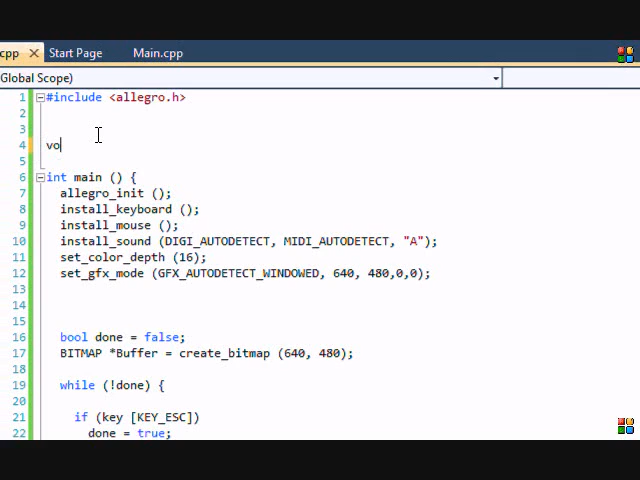 cpp Start Page Main.cpp
Global Scope)
1 #include <allegro.h>
2
3
4 vo
5
6 int main () {
7 allegro_init ();
8 install_keyboard ();
9 install_mouse ();
10 install_sound (DIGI_AUTODETECT, MIDI_AUTODETECT, "A");
11 set_color_depth (16);
12 set_gfx_mode (GFX_AUTODETECT_WINDOWED, 640, 480,0,0);
13
14
15
16 bool done = false;
17 BITMAP *Buffer = create_bitmap (640, 480);
18
19 while (!done) {
20
21 if (key [KEY_ESC])
22 done = true;